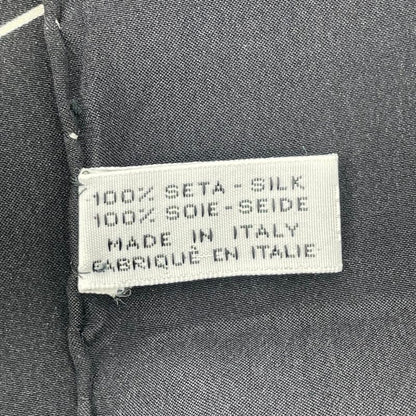 100% SETA - SILK
100% SOIE - SEIDE
MADE IN ITALY
FABRIQUÉ EN ITALIE